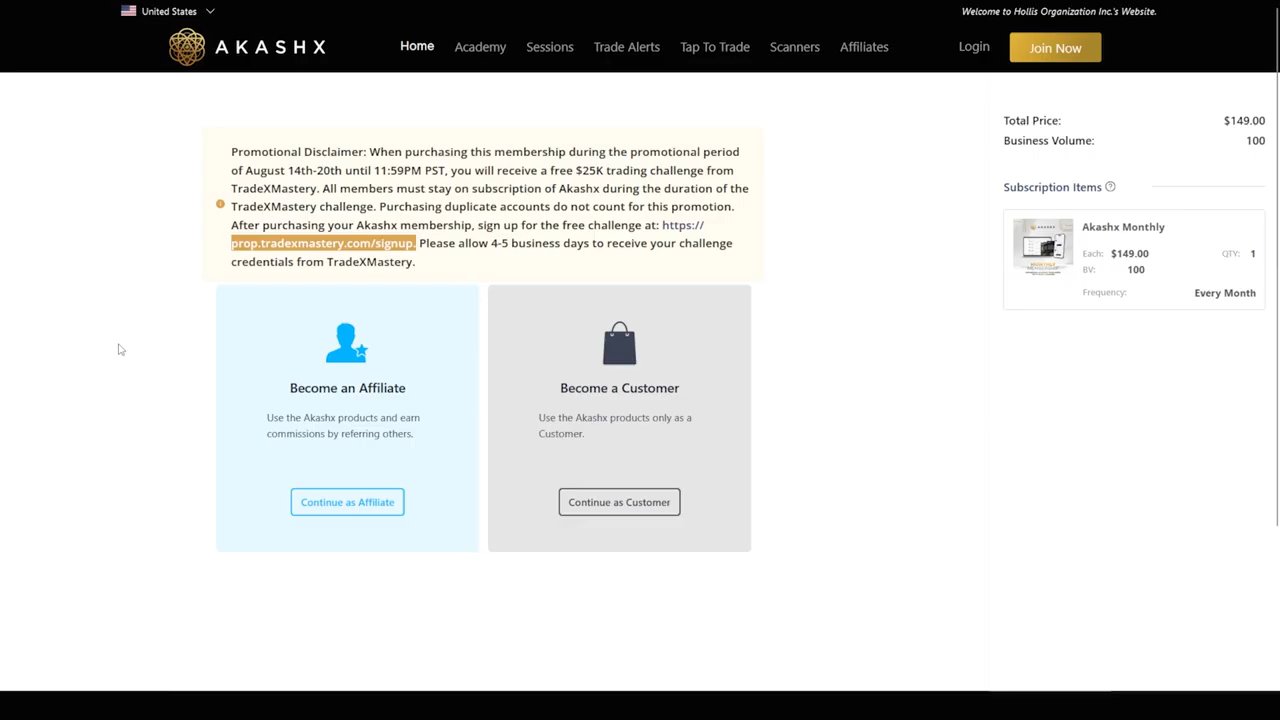 United States
Welcome to Hollis Organization Inc.'s Website.
AKASHX
Home Academy Sessions Trade Alerts Tap To Trade Scanners Affiliates Login Join Now
Promotional Disclaimer: When purchasing this membership during the promotional period
of August 14th-20th until 11:59PM PST, you will receive a free $25K trading challenge from
TradeXMastery. All members must stay on subscription of Akashx during the duration of the
TradeXMastery challenge. Purchasing duplicate accounts do not count for this promotion.
After purchasing your Akashx membership, sign up for the free challenge at: https://
prop.tradexmastery.com/signup. Please allow 4-5 business days to receive your challenge
credentials from TradeXMastery.
Become an Affiliate
Use the Akashx products and earn
commissions by referring others.
Continue as Affiliate
Become a Customer
Use the Akashx products only as a
Customer.
Continue as Customer
Total Price: $149.00
Business Volume: 100
Subscription Items
Akashx Monthly
Each: $149.00 QTY: 1
BV: 100
Frequency: Every Month